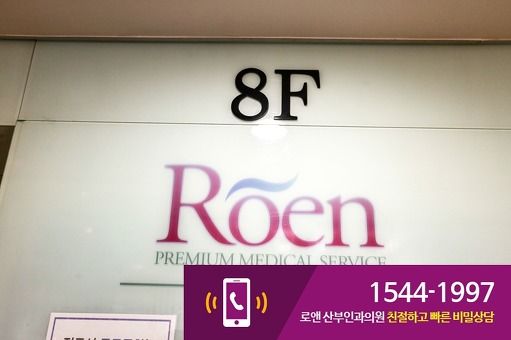 8F
Roen
PREMIUM MEDICAL SERVICE
1544-1997
로앤 산부인과의원 친절하고 빠른 비밀상담